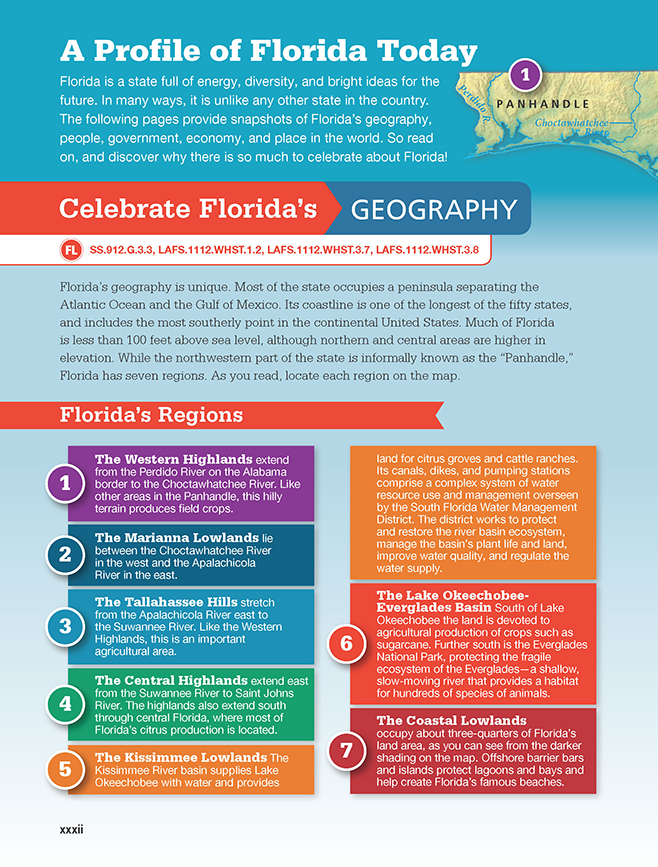 A Profile of Florida Today
Florida is a state full of energy, diversity, and bright ideas for the
future. In many ways, it is unlike any other state in the country.
The following pages provide snapshots of Florida's geography,
people, government, economy, and place in the world. So read
on, and discover why there is so much to celebrate about Florida!
1
Perdido R.
PANHANDLE
Choctawhatchee
River
Celebrate Florida's GEOGRAPHY
FL SS.912.G.3.3, LAFS.1112.WHST.1.2, LAFS.1112.WHST.3.7, LAFS.1112.WHST.3.8
Florida's geography is unique. Most of the state occupies a peninsula separating the
Atlantic Ocean and the Gulf of Mexico. Its coastline is one of the longest of the fifty states,
and includes the most southerly point in the continental United States. Much of Florida
is less than 100 feet above sea level, although northern and central areas are higher in
elevation. While the northwestern part of the state is informally known as the “Panhandle,”
Florida has seven regions. As you read, locate each region on the map.
Florida's Regions
1
The Western Highlands extend
from the Perdido River on the Alabama
border to the Choctawhatchee River. Like
other areas in the Panhandle, this hilly
terrain produces field crops.
2
The Marianna Lowlands lie
between the Choctawhatchee River
in the west and the Apalachicola
River in the east.
3
The Tallahassee Hills stretch
from the Apalachicola River east to
the Suwannee River. Like the Western
Highlands, this is an important
agricultural area.
4
The Central Highlands extend east
from the Suwannee River to Saint Johns
River. The highlands also extend south
through central Florida, where most of
Florida's citrus production is located.
5
The Kissimmee Lowlands The
Kissimmee River basin supplies Lake
Okeechobee with water and provides
land for citrus groves and cattle ranches.
Its canals, dikes, and pumping stations
comprise a complex system of water
resource use and management overseen
by the South Florida Water Management
District. The district works to protect
and restore the river basin ecosystem,
manage the basin's plant life and land,
improve water quality, and regulate the
water supply.
6
The Lake Okeechobee-
Everglades Basin South of Lake
Okeechobee the land is devoted to
agricultural production of crops such as
sugarcane. Further south is the Everglades
National Park, protecting the fragile
ecosystem of the Everglades—a shallow,
slow-moving river that provides a habitat
for hundreds of species of animals.
7
The Coastal Lowlands
occupy about three-quarters of Florida's
land area, as you can see from the darker
shading on the map. Offshore barrier bars
and islands protect lagoons and bays and
help create Florida's famous beaches.
xxxii